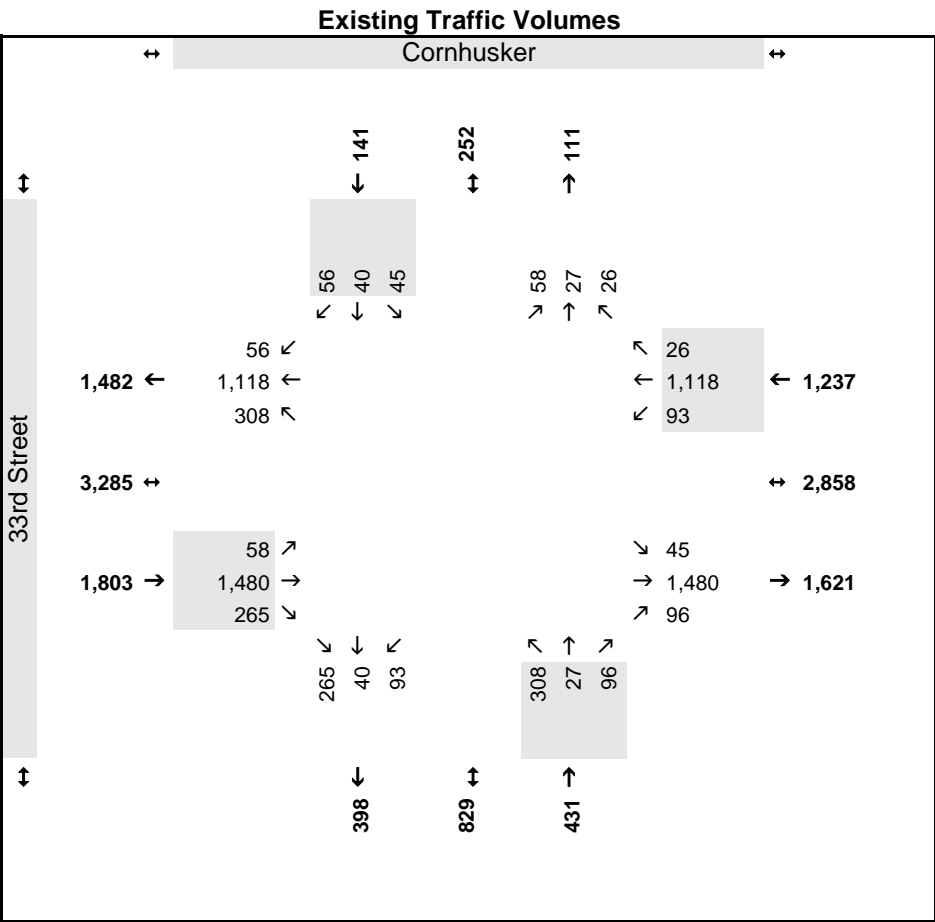 Existing Traffic Volumes
↔ Cornhusker ↔
141 252 111
↕ ↓ ↕ ↑
56 40 45 58 27 26
↙ ↓ ↘ ↗ ↑ ↖
56 ↙ ↖ 26
1,482 ← 1,118 ← ← 1,118 ← 1,237
308 ↖ ↙ 93
33rd Street
3,285 ↔ ↔ 2,858
58 ↗ ↘ 45
1,803 → 1,480 → → 1,480 → 1,621
265 ↘ ↗ 96
↘ ↓ ↙ ↖ ↑ ↗
265 40 93 308 27 96
↕ ↓ ↕ ↑
398 829 431